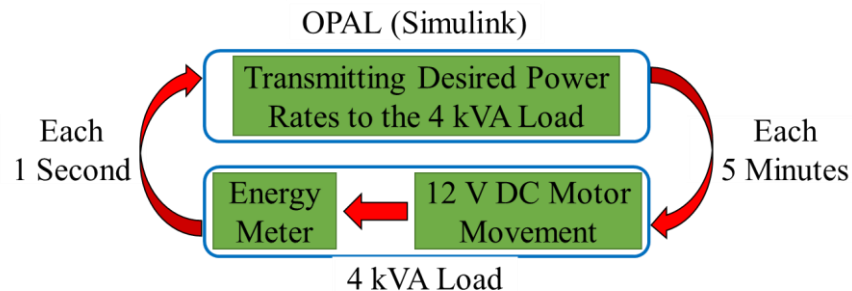 OPAL (Simulink)
Transmitting Desired Power
Rates to the 4 kVA Load
Each
1 Second
Each
5 Minutes
Energy
Meter
12 V DC Motor
Movement
4 kVA Load